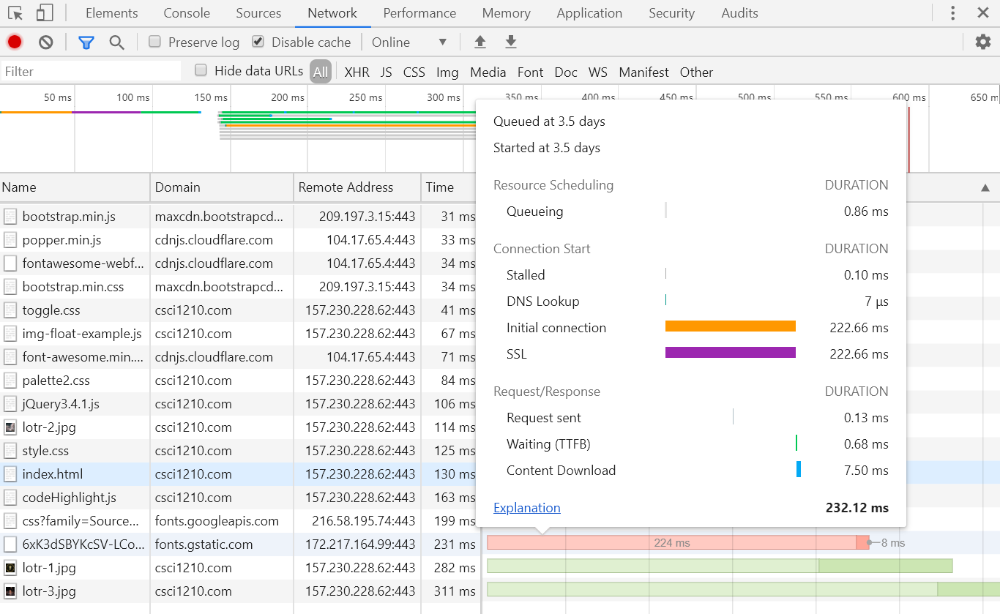 Elements Console Sources Network Performance Memory Application Security Audits
Preserve log Disable cache Online
Filter Hide data URLs All XHR JS CSS Img Media Font Doc WS Manifest Other
50 ms 100 ms 150 ms 200 ms 250 ms 300 ms 350 ms 400 ms 450 ms 500 ms 550 ms 600 ms 650 m
Queued at 3.5 days
Started at 3.5 days
Resource Scheduling DURATION
Queueing 0.86 ms
Connection Start DURATION
Stalled 0.10 ms
DNS Lookup 7 µs
Initial connection 222.66 ms
SSL 222.66 ms
Request/Response DURATION
Request sent 0.13 ms
Waiting (TTFB) 0.68 ms
Content Download 7.50 ms
Explanation 232.12 ms
Name Domain Remote Address Time
bootstrap.min.js maxcdn.bootstrapcd... 209.197.3.15:443 31 ms
popper.min.js cdnjs.cloudflare.com 104.17.65.4:443 33 ms
fontawesome-webf... cdnjs.cloudflare.com 104.17.65.4:443 34 ms
bootstrap.min.css maxcdn.bootstrapcd... 209.197.3.15:443 34 ms
toggle.css csci1210.com 157.230.228.62:443 41 ms
img-float-example.js csci1210.com 157.230.228.62:443 67 ms
font-awesome.min.... cdnjs.cloudflare.com 104.17.65.4:443 71 ms
palette2.css csci1210.com 157.230.228.62:443 84 ms
jQuery3.4.1.js csci1210.com 157.230.228.62:443 106 ms
lotr-2.jpg csci1210.com 157.230.228.62:443 114 ms
style.css csci1210.com 157.230.228.62:443 125 ms
index.html csci1210.com 157.230.228.62:443 130 ms
codeHighlight.js csci1210.com 157.230.228.62:443 163 ms
css?family=Source... fonts.googleapis.com 216.58.195.74:443 199 ms
6xK3dSBYKcSV-LCo... fonts.gstatic.com 172.217.164.99:443 231 ms 224 ms 8 ms
lotr-1.jpg csci1210.com 157.230.228.62:443 282 ms
lotr-3.jpg csci1210.com 157.230.228.62:443 311 ms